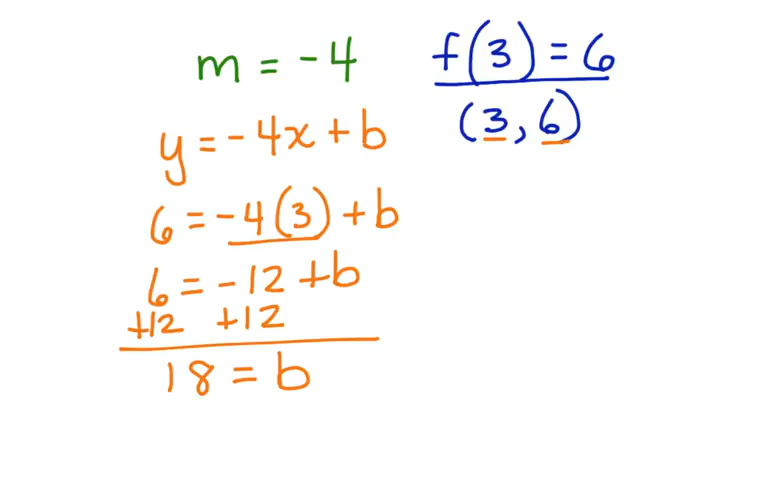 m = -4
f(3) = 6
(3, 6)
y = -4x + b
6 = -4(3) + b
6 = -12 + b
+12 +12
18 = b